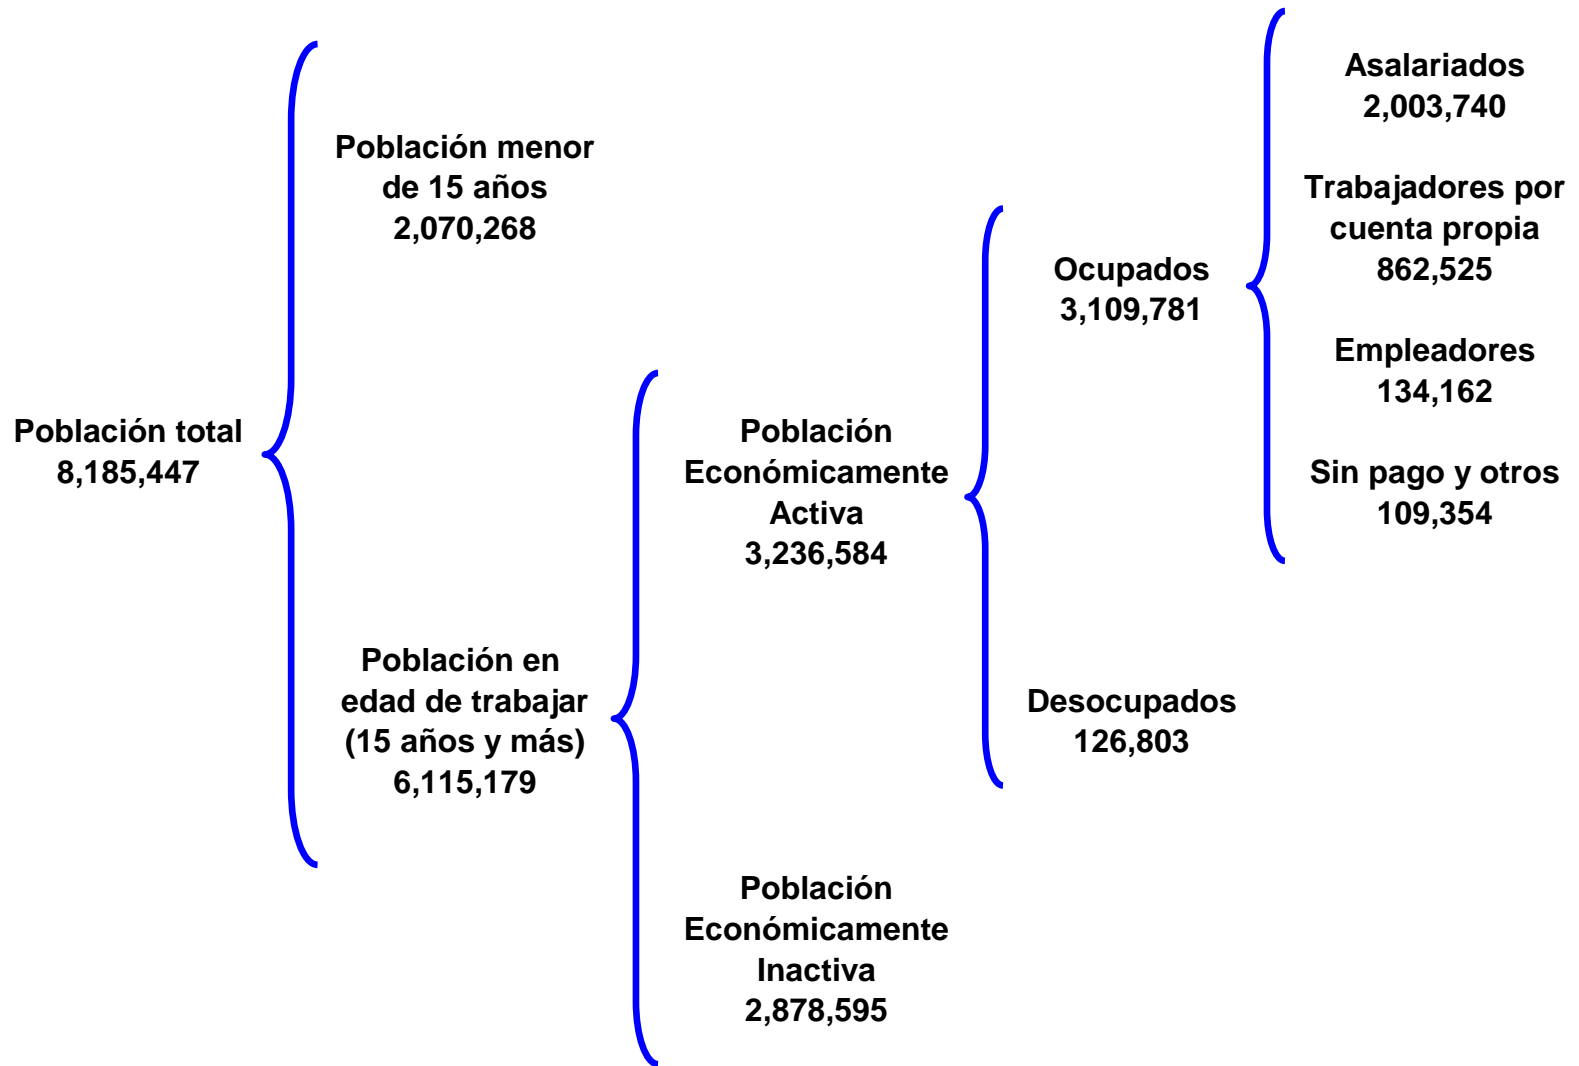 Población total
8,185,447
Población menor
de 15 años
2,070,268
Población en
edad de trabajar
(15 años y más)
6,115,179
Población
Económicamente
Activa
3,236,584
Población
Económicamente
Inactiva
2,878,595
Ocupados
3,109,781
Desocupados
126,803
Asalariados
2,003,740
Trabajadores por
cuenta propia
862,525
Empleadores
134,162
Sin pago y otros
109,354